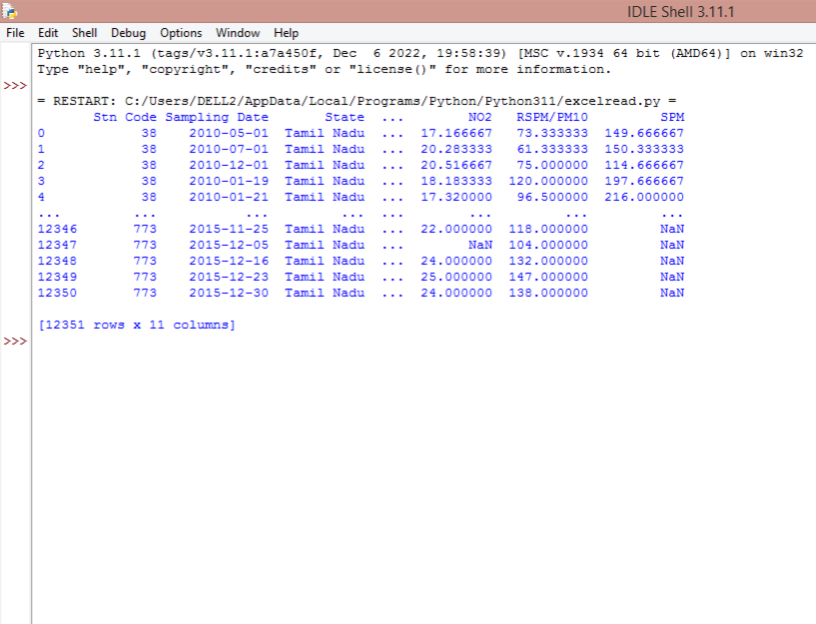 IDLE Shell 3.11.1
File Edit Shell Debug Options Window Help
Python 3.11.1 (tags/v3.11.1:a7a450f, Dec  6 2022, 19:58:39) [MSC v.1934 64 bit (AMD64)] on win32
Type "help", "copyright", "credits" or "license()" for more information.
>>>
= RESTART: C:/Users/DELL2/AppData/Local/Programs/Python/Python311/excelread.py =
       Stn Code Sampling Date       State  ...        NO2   RSPM/PM10         SPM
0            38    2010-05-01  Tamil Nadu  ...  17.166667   73.333333  149.666667
1            38    2010-07-01  Tamil Nadu  ...  20.283333   61.333333  150.333333
2            38    2010-12-01  Tamil Nadu  ...  20.516667   75.000000  114.666667
3            38    2010-01-19  Tamil Nadu  ...  18.183333  120.000000  197.666667
4            38    2010-01-21  Tamil Nadu  ...  17.320000   96.500000  216.000000
...         ...           ...         ...  ...        ...         ...         ...
12346       773    2015-11-25  Tamil Nadu  ...  22.000000  118.000000         NaN
12347       773    2015-12-05  Tamil Nadu  ...        NaN  104.000000         NaN
12348       773    2015-12-16  Tamil Nadu  ...  24.000000  132.000000         NaN
12349       773    2015-12-23  Tamil Nadu  ...  25.000000  147.000000         NaN
12350       773    2015-12-30  Tamil Nadu  ...  24.000000  138.000000         NaN
[12351 rows x 11 columns]
>>>